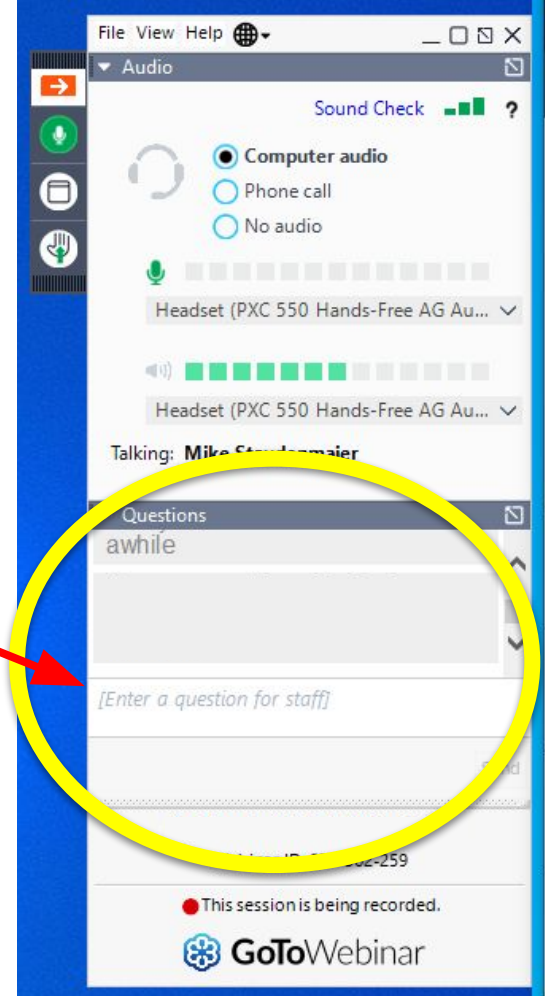 File View Help
Audio
Sound Check ?
Computer audio
Phone call
No audio
Headset (PXC 550 Hands-Free AG Au...
Headset (PXC 550 Hands-Free AG Au...
Talking: Mike
Questions
awhile
[Enter a question for staff]
-259
This session is being recorded.
GoToWebinar